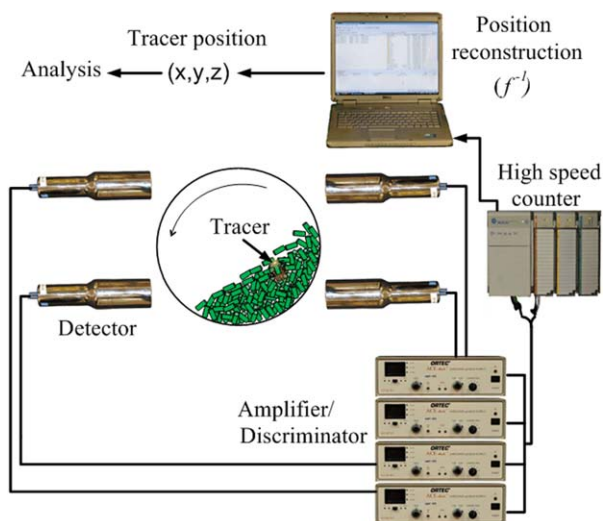 Tracer position
Position
reconstruction
Analysis
(x,y,z)
(f⁻¹)
High speed
counter
Tracer
Detector
Amplifier/
Discriminator
ORTEC
ORTEC
ORTEC
ORTEC